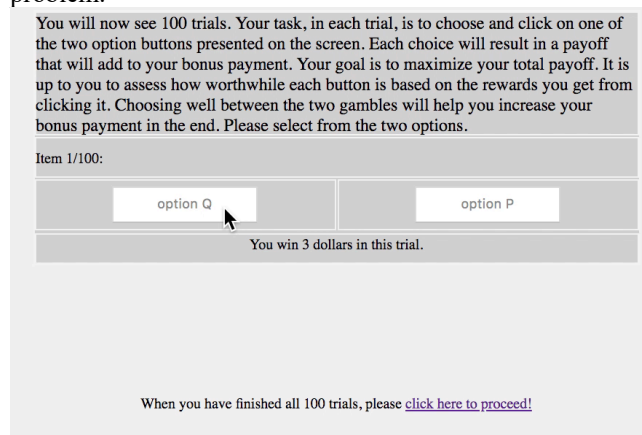 problem.
You will now see 100 trials. Your task, in each trial, is to choose and click on one of
the two option buttons presented on the screen. Each choice will result in a payoff
that will add to your bonus payment. Your goal is to maximize your total payoff. It is
up to you to assess how worthwhile each button is based on the rewards you get from
clicking it. Choosing well between the two gambles will help you increase your
bonus payment in the end. Please select from the two options.
Item 1/100:
option Q
option P
You win 3 dollars in this trial.
When you have finished all 100 trials, please click here to proceed!